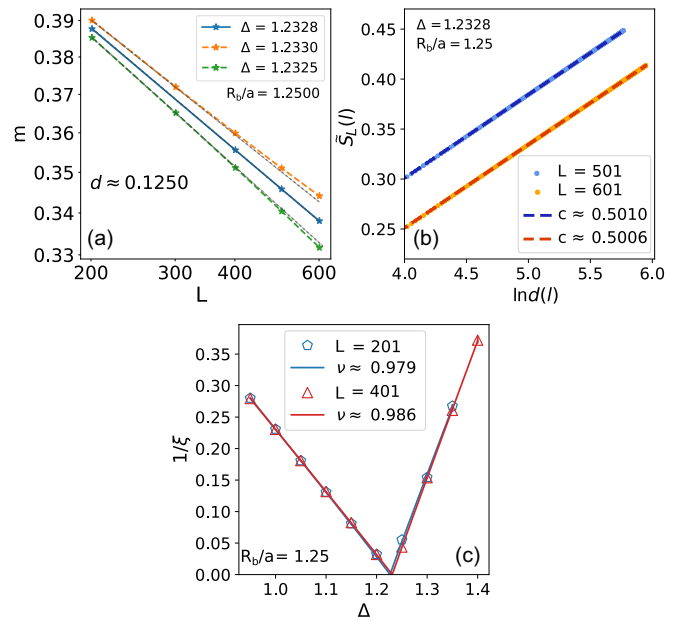 0.39
0.38
0.37
0.36
0.35
0.34
0.33
m
Δ = 1.2328
Δ = 1.2330
Δ = 1.2325
R_b/a = 1.2500
d ≈ 0.1250
(a)
200 300 400 600
L
Δ = 1.2328
R_b/a = 1.25
0.45
0.40
0.35
0.30
0.25
S̃_L(l)
L = 501
L = 601
c ≈ 0.5010
c ≈ 0.5006
(b)
4.0 4.5 5.0 5.5 6.0
lnd(l)
0.35
0.30
0.25
0.20
0.15
0.10
0.05
0.00
1/ξ
L = 201
ν ≈ 0.979
L = 401
ν ≈ 0.986
R_b/a = 1.25
(c)
1.0 1.1 1.2 1.3 1.4
Δ